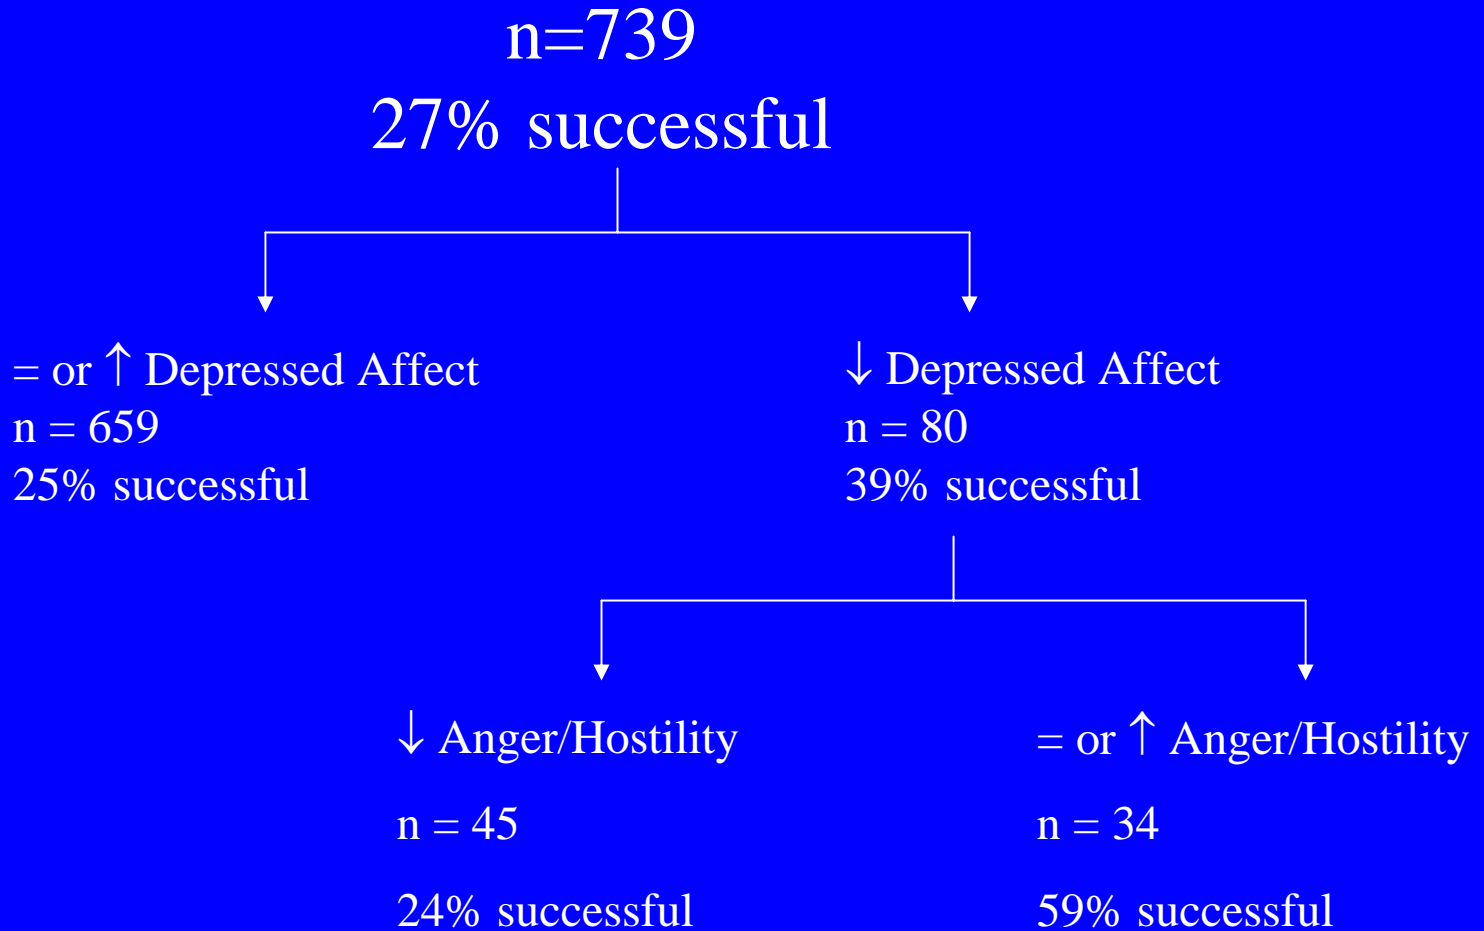 n=739
27% successful
= or ↑ Depressed Affect
n = 659
25% successful
↓ Depressed Affect
n = 80
39% successful
↓ Anger/Hostility
n = 45
24% successful
= or ↑ Anger/Hostility
n = 34
59% successful